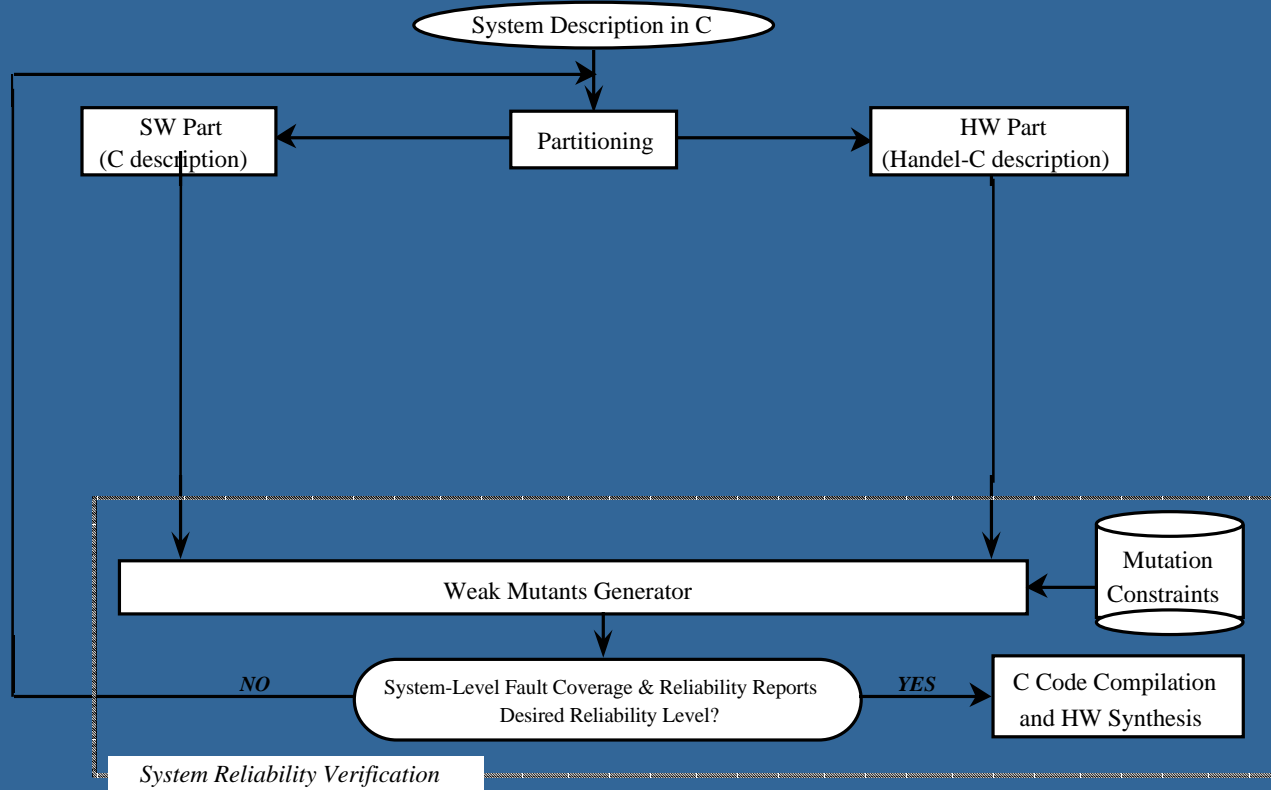 System Description in C
SW Part
(C description)
Partitioning
HW Part
(Handel-C description)
Mutation
Constraints
Weak Mutants Generator
NO
System-Level Fault Coverage & Reliability Reports
Desired Reliability Level?
YES
C Code Compilation
and HW Synthesis
System Reliability Verification